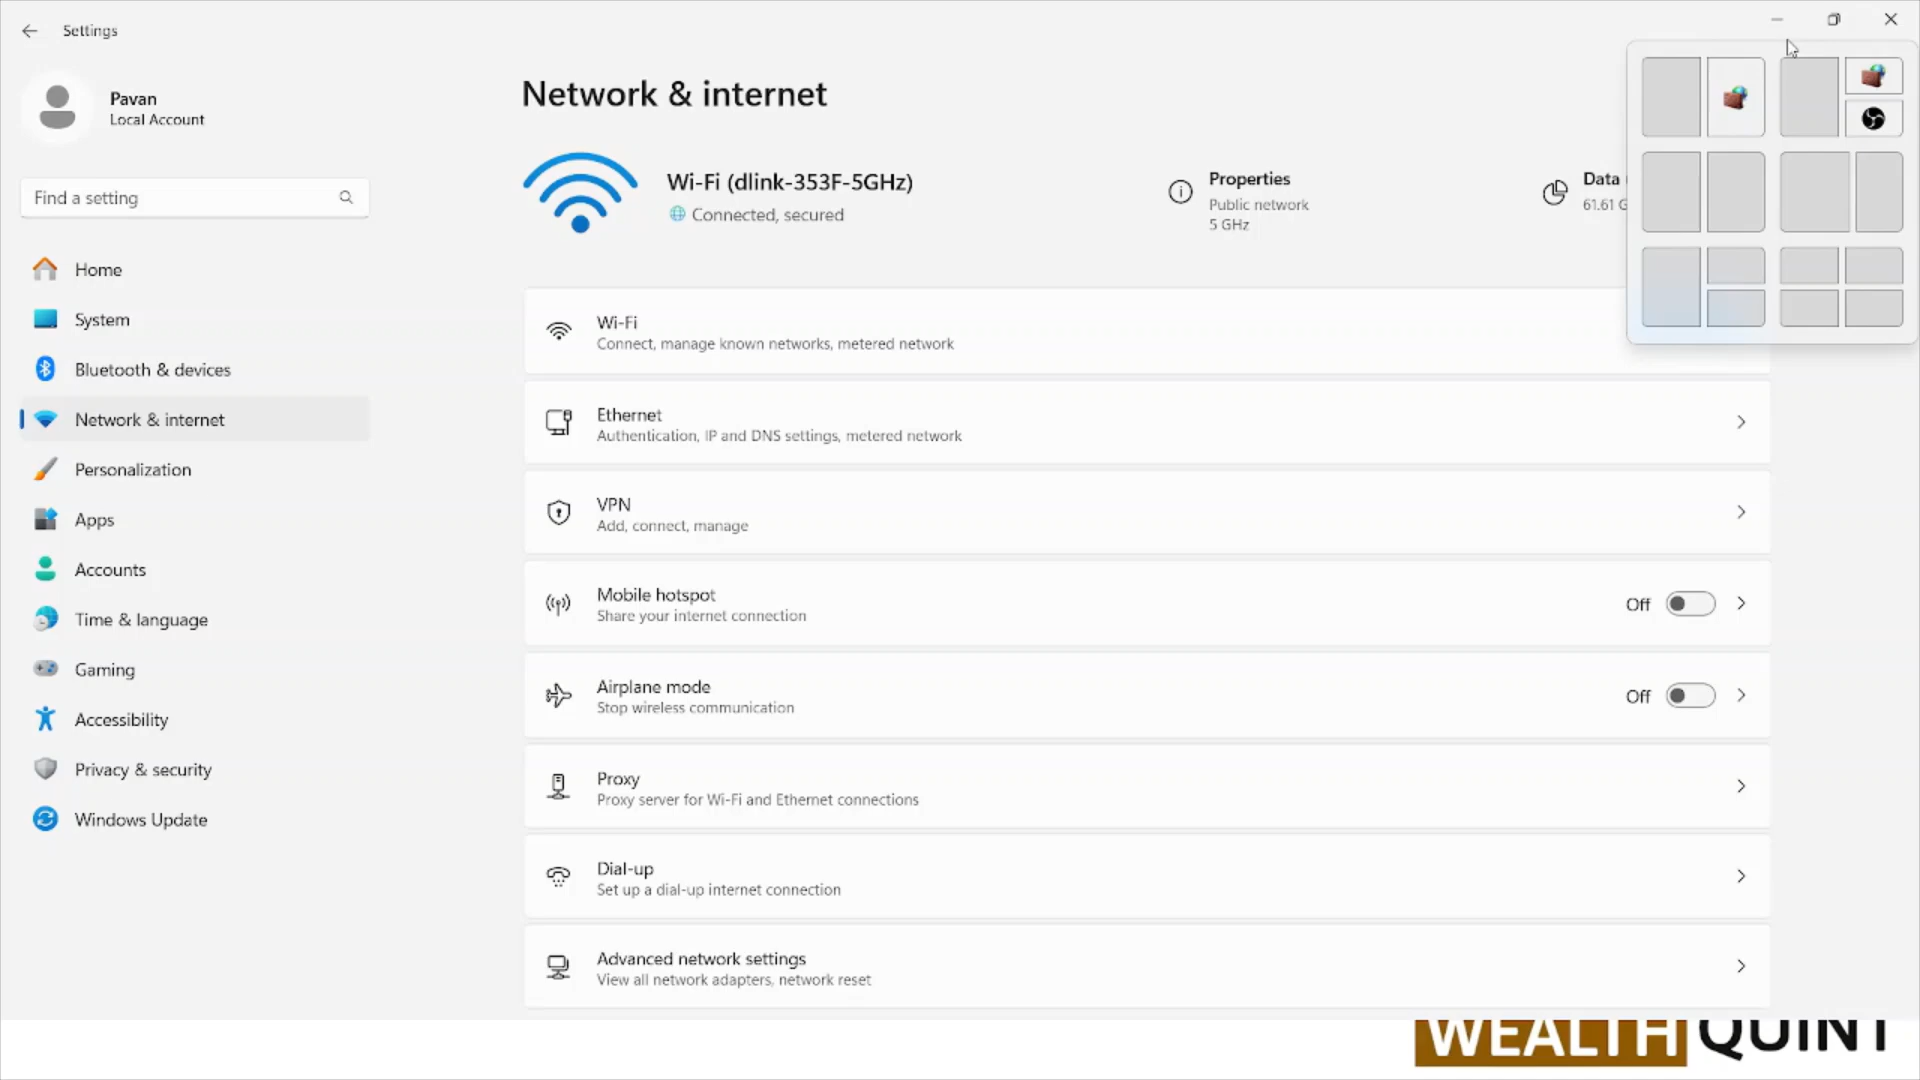 Settings
Pavan
Local Account
Find a setting
Home
System
Bluetooth & devices
Network & internet
Personalization
Apps
Accounts
Time & language
Gaming
Accessibility
Privacy & security
Windows Update
Network & internet
Wi-Fi (dlink-353F-5GHz)
Connected, secured
Properties
Public network
5 GHz
Data
61.61 G
Wi-Fi
Connect, manage known networks, metered network
Ethernet
Authentication, IP and DNS settings, metered network
VPN
Add, connect, manage
Mobile hotspot
Share your internet connection
Off
Airplane mode
Stop wireless communication
Off
Proxy
Proxy server for Wi-Fi and Ethernet connections
Dial-up
Set up a dial-up internet connection
Advanced network settings
View all network adapters, network reset
WEALTH QUINT